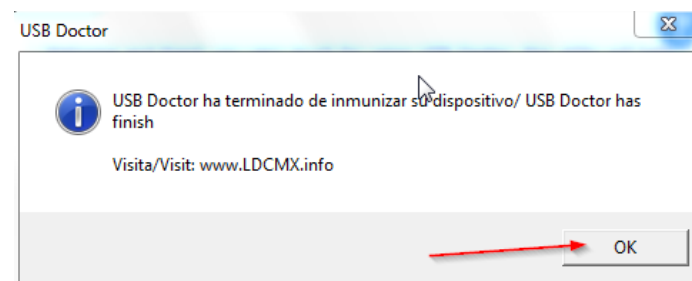 USB Doctor
USB Doctor ha terminado de inmunizar su dispositivo/ USB Doctor has
finish
Visita/Visit: www.LDCMX.info
OK